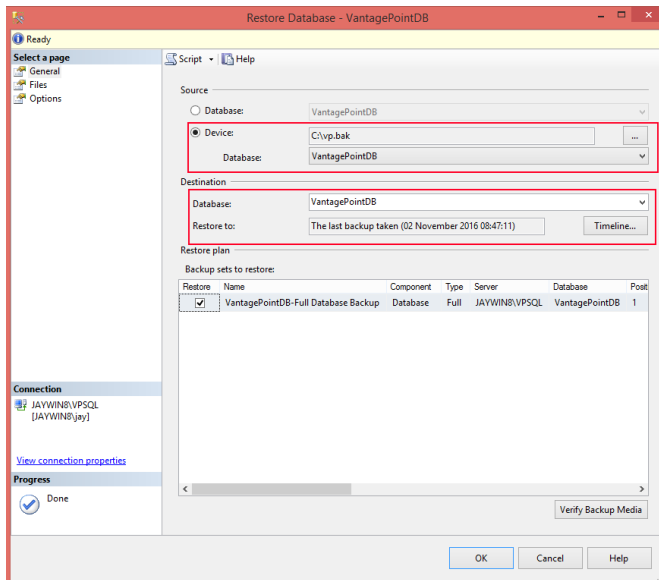 Restore Database - VantagePointDB
Ready
Select a page
General
Files
Options
Script Help
Source
Database: VantagePointDB
Device: C:\vp.bak ...
Database: VantagePointDB
Destination
Database: VantagePointDB
Restore to: The last backup taken (02 November 2016 08:47:11) Timeline...
Restore plan
Backup sets to restore:
Restore Name Component Type Server Database Posit
VantagePointDB-Full Database Backup Database Full JAYWIN8\VPSQL VantagePointDB 1
Connection
JAYWIN8\VPSQL
[JAYWIN8\jay]
View connection properties
Progress
Done
Verify Backup Media
OK Cancel Help